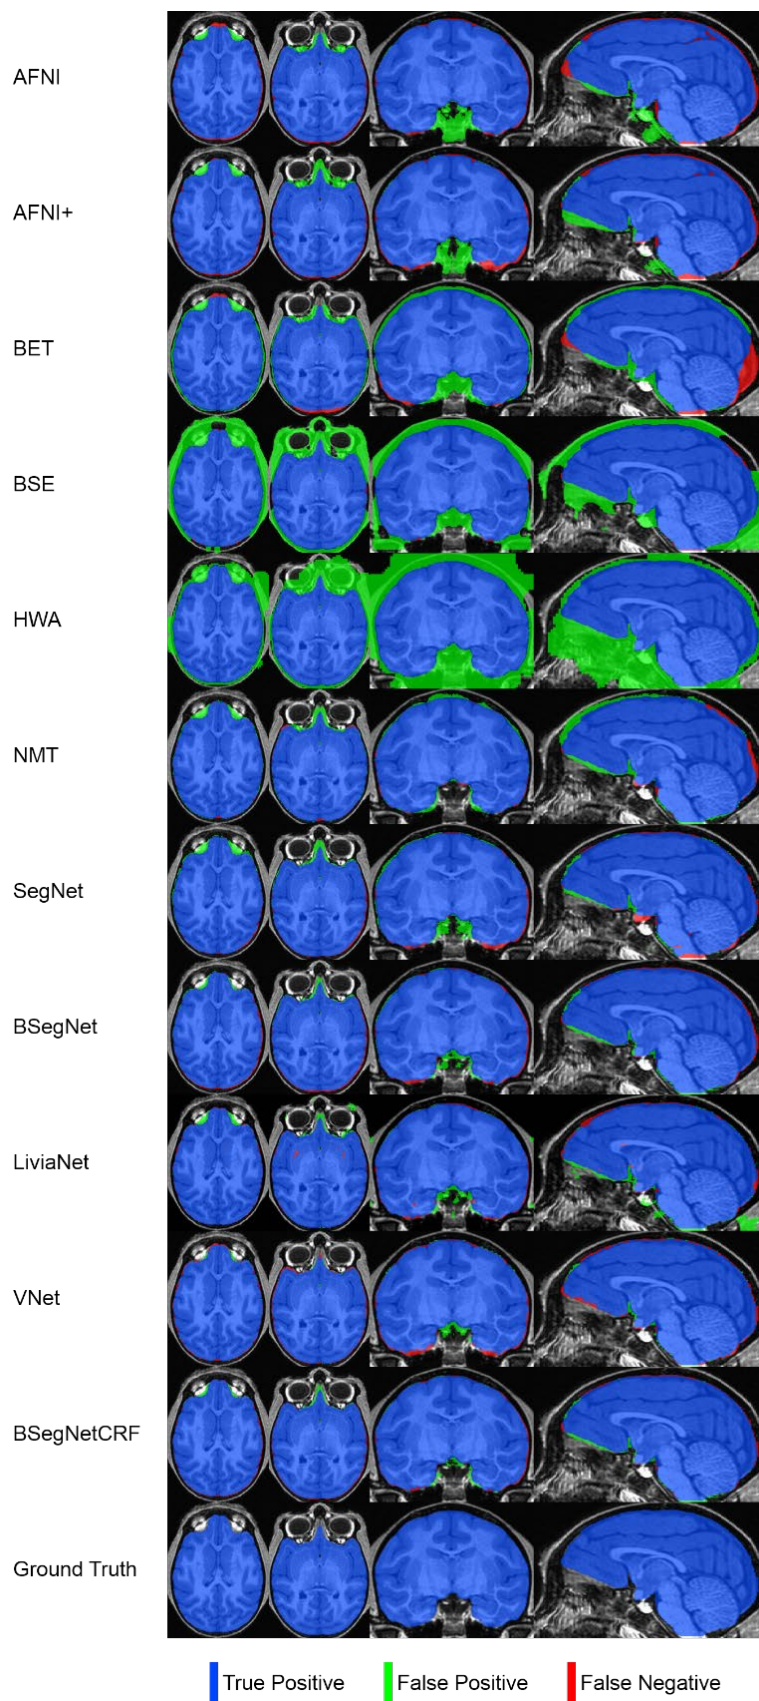 AFNI
AFNI+
BET
BSE
HWA
NMT
SegNet
BSegNet
LiviaNet
VNet
BSegNetCRF
Ground Truth
True Positive False Positive False Negative